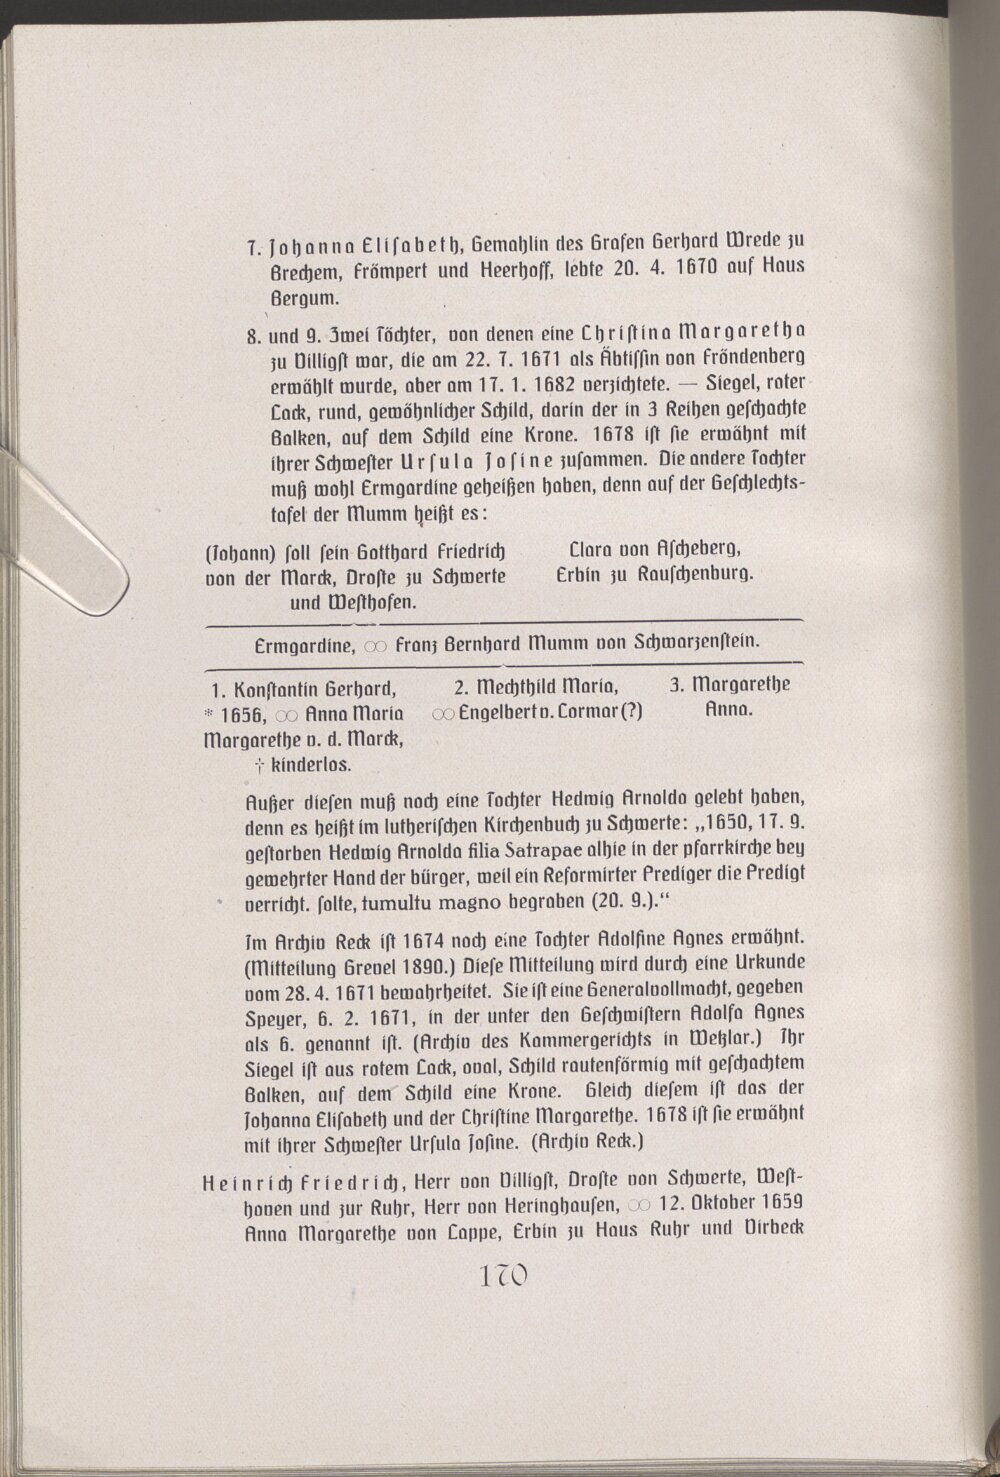 7. Johanna Eliſabeth, Gemahlin des Grafen Gerhard Wrede zu
Brechem, Frömpert und Heerhoff, lebte 20. 4. 1670 auf Haus
Bergum.
8. und 9. Zwei Töchter, von denen eine Chriſtina Margaretha
zu Villigſt war, die am 22. 7. 1671 als Äbtiſſin von Fröndenberg
erwählt wurde, aber am 17. 1. 1682 verzichtete. — Siegel, roter
Lack, rund, gewöhnlicher Schild, darin der in 3 Reihen geſchachte
Balken, auf dem Schild eine Krone. 1678 iſt ſie erwähnt mit
ihrer Schweſter Urſula Joſine zuſammen. Die andere Tochter
muß wohl Ermgardine geheißen haben, denn auf der Geſchlechts-
tafel der Mumm heißt es:
(Johann) ſoll ſein Gotthard Friedrich
von der Marck, Droſte zu Schwerte
und Weſthofen.
Clara von Aſcheberg,
Erbin zu Rauſchenburg.
Ermgardine, ∞ Franz Bernhard Mumm von Schwarzenſtein.
1. Konſtantin Gerhard,
* 1656, ∞ Anna Maria
Margarethe v. d. Marck,
† kinderlos.
2. Mechthild Maria,
∞ Engelbert v. Cormar (?)
3. Margarethe
Anna.
Außer dieſen muß noch eine Tochter Hedwig Arnolda gelebt haben,
denn es heißt im lutheriſchen Kirchenbuch zu Schwerte: „1650, 17. 9.
geſtorben Hedwig Arnolda filia Satrapae alhie in der pfarrkirche bey
gewehrter Hand der bürger, weil ein Reformirter Prediger die Predigt
verricht. ſolte, tumultu magno begraben (20. 9.).“
Im Archiv Reck iſt 1674 noch eine Tochter Adolfine Agnes erwähnt.
(Mitteilung Grevel 1890.) Dieſe Mitteilung wird durch eine Urkunde
vom 28. 4. 1671 bewahrheitet. Sie iſt eine Generalvollmacht, gegeben
Speyer, 6. 2. 1671, in der unter den Geſchwiſtern Adolfa Agnes
als 6. genannt iſt. (Archiv des Kammergerichts in Wetzlar.) Ihr
Siegel iſt aus rotem Lack, oval, Schild rautenförmig mit geſchachtem
Balken, auf dem Schild eine Krone. Gleich dieſem iſt das der
Johanna Eliſabeth und der Chriſtine Margarethe. 1678 iſt ſie erwähnt
mit ihrer Schweſter Urſula Joſine. (Archiv Reck.)
Heinrich Friedrich, Herr von Villigſt, Droſte von Schwerte, Weſt-
hoven und zur Ruhr, Herr von Heringhauſen, ∞ 12. Oktober 1659
Anna Margarethe von Lappe, Erbin zu Haus Ruhr und Dirbeck
170